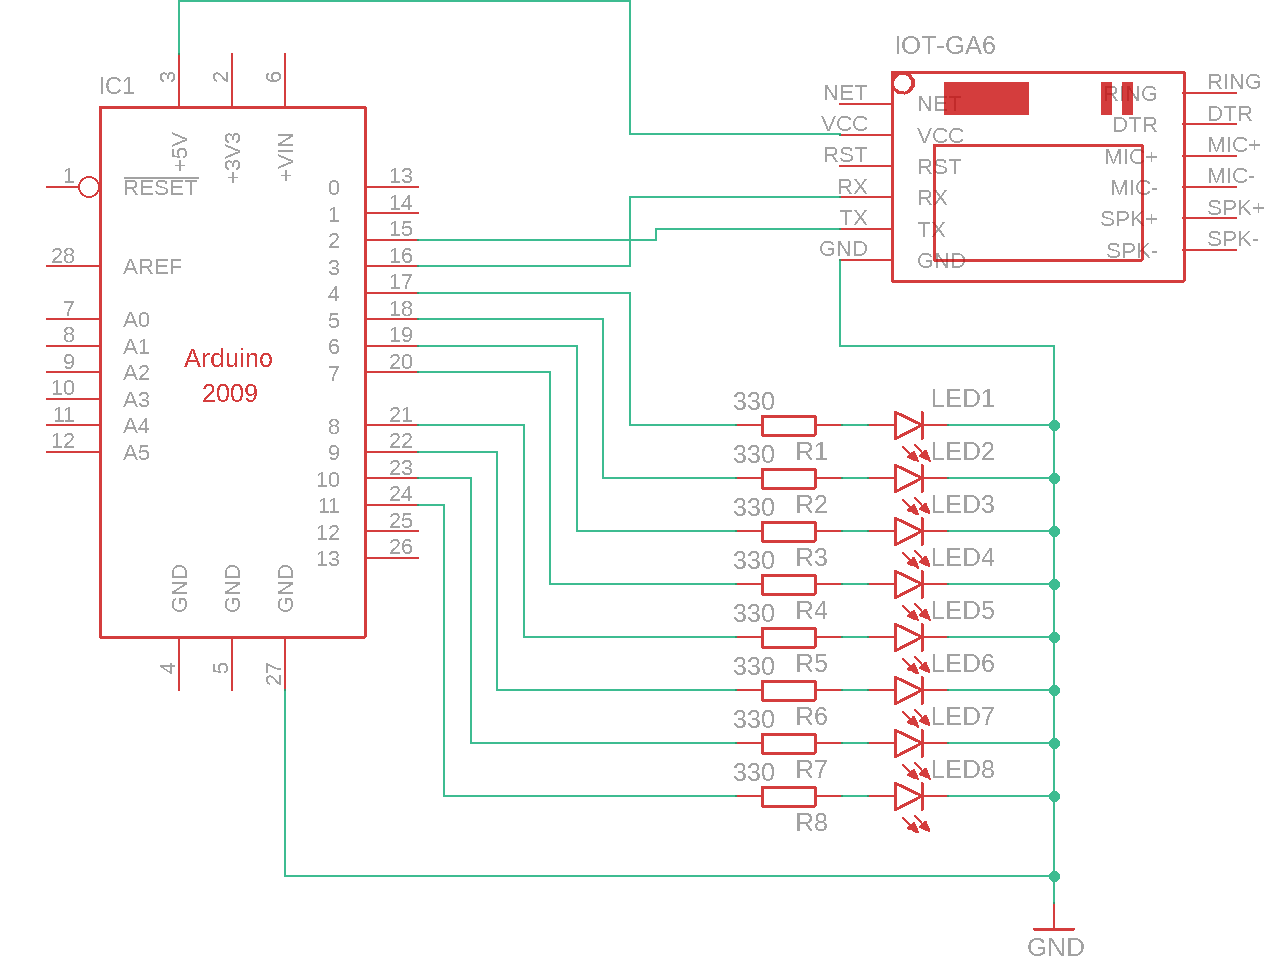 IC1
3
2
6
+5V
+3V3
+VIN
1
RESET
28
AREF
7
A0
8
A1
9
A2
10
A3
11
A4
12
A5
Arduino
2009
0
13
1
14
2
15
3
16
4
17
5
18
6
19
7
20
8
21
9
22
10
23
11
24
12
25
13
26
GND
GND
GND
4
5
27
IOT-GA6
NET
NET
VCC
VCC
RST
RST
RX
RX
TX
TX
GND
GND
RING
RING
DTR
DTR
MIC+
MIC+
MIC-
MIC-
SPK+
SPK+
SPK-
SPK-
330
R1
LED1
330
R2
LED2
330
R3
LED3
330
R4
LED4
330
R5
LED5
330
R6
LED6
330
R7
LED7
330
R8
LED8
GND